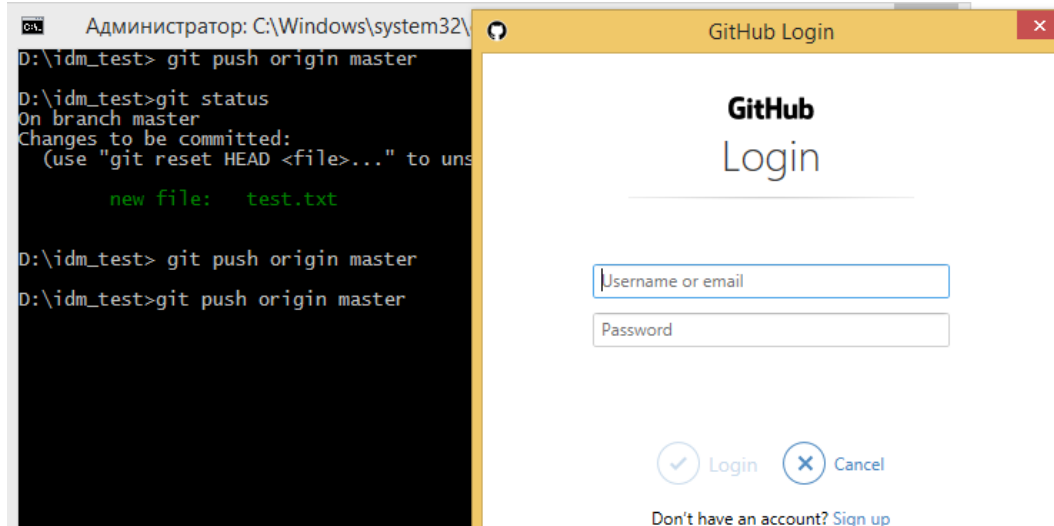 Администратор: C:\Windows\system32\
D:\idm_test> git push origin master
D:\idm_test>git status
On branch master
Changes to be committed:
(use "git reset HEAD <file>..." to uns
new file: test.txt
D:\idm_test> git push origin master
D:\idm_test>git push origin master
GitHub Login
GitHub
Login
Username or email
Password
Login
Cancel
Don't have an account? Sign up